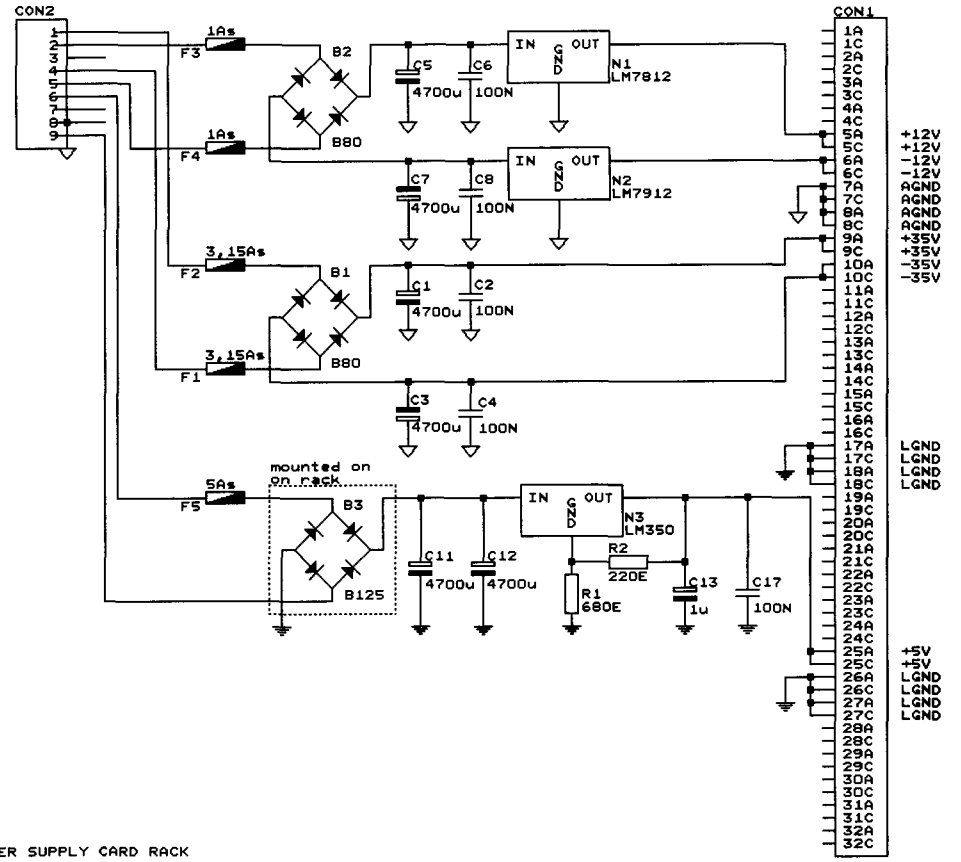 CON2
1
2
3
4
5
6
7
8
9
1As
F3
F4
1As
B2
B80
C5
4700u
C6
100N
IN OUT
GND
N1
LM7812
C7
4700u
C8
100N
IN OUT
GND
N2
LM7912
3,15As
F2
F1
3,15As
B1
B80
C1
4700u
C2
100N
C3
4700u
C4
100N
mounted on
on rack
5As
F5
B3
B125
C11
4700u
C12
4700u
IN OUT
GND
N3
LM350
R2
220E
R1
680E
C13
1u
C17
100N
CON1
1A
1C
2A
2C
3A
3C
4A
4C
5A +12V
5C +12V
6A -12V
6C -12V
7A AGND
7C AGND
8A AGND
8C AGND
9A +35V
9C +35V
10A -35V
10C -35V
11A
11C
12A
12C
13A
13C
14A
14C
15A
15C
16A
16C
17A LGND
17C LGND
18A LGND
18C LGND
19A
19C
20A
20C
21A
21C
22A
22C
23A
23C
24A
24C
25A +5V
25C +5V
26A LGND
26C LGND
27A LGND
27C LGND
28A
28C
29A
29C
30A
30C
31A
31C
32A
32C
ER SUPPLY CARD RACK